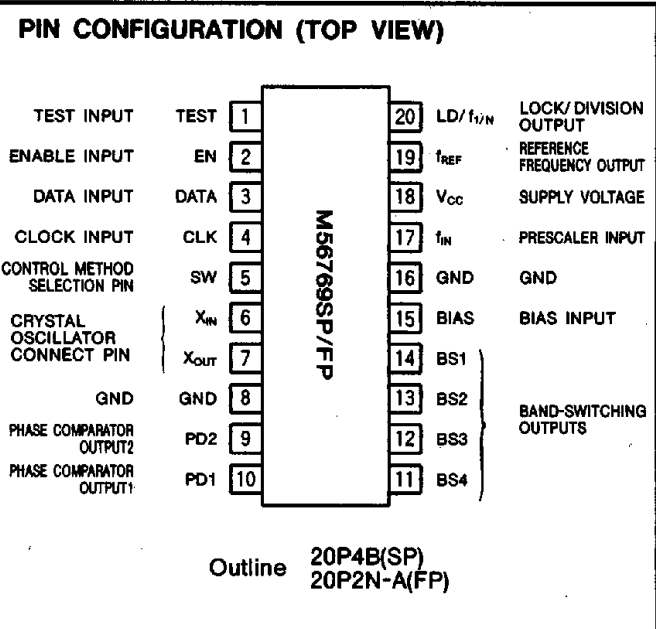 PIN CONFIGURATION (TOP VIEW)
TEST INPUT TEST 1
ENABLE INPUT EN 2
DATA INPUT DATA 3
CLOCK INPUT CLK 4
CONTROL METHOD
SELECTION PIN SW 5
CRYSTAL
OSCILLATOR
CONNECT PIN
XIN 6
XOUT 7
GND GND 8
PHASE COMPARATOR
OUTPUT2 PD2 9
PHASE COMPARATOR
OUTPUT1 PD1 10
M56769SP/FP
20 LD/f1/N LOCK/DIVISION
OUTPUT
19 fREF REFERENCE
FREQUENCY OUTPUT
18 VCC SUPPLY VOLTAGE
17 fIN PRESCALER INPUT
16 GND GND
15 BIAS BIAS INPUT
14 BS1
13 BS2
12 BS3
11 BS4
BAND-SWITCHING
OUTPUTS
Outline 20P4B(SP)
20P2N-A(FP)